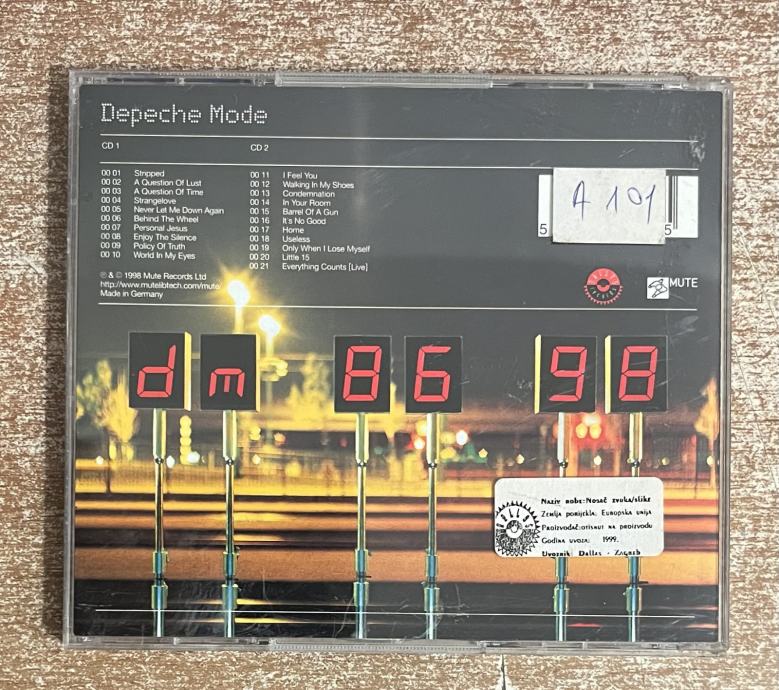 Depeche Mode
CD 1
CD 2
00 01 Stripped
00 02 A Question Of Lust
00 03 A Question Of Time
00 04 Strangelove
00 05 Never Let Me Down Again
00 06 Behind The Wheel
00 07 Personal Jesus
00 08 Enjoy The Silence
00 09 Policy Of Truth
00 10 World In My Eyes
00 11 I Feel You
00 12 Walking In My Shoes
00 13 Condemnation
00 14 In Your Room
00 15 Barrel Of A Gun
00 16 It's No Good
00 17 Home
00 18 Useless
00 19 Only When I Lose Myself
00 20 Little 15
00 21 Everything Counts [Live]
A 101
5
5
℗ & © 1998 Mute Records Ltd
http://www.mutelibtech.com/mute/
Made in Germany
MUTE
dm 86 98
Naziv robe: Nosač zvuka/slike
Zemlja porijekla: Europska unija
Proizvođač: otisnut na proizvodu
Godina uvoza: 1999.
Uvoznik: Dallas - Zagreb